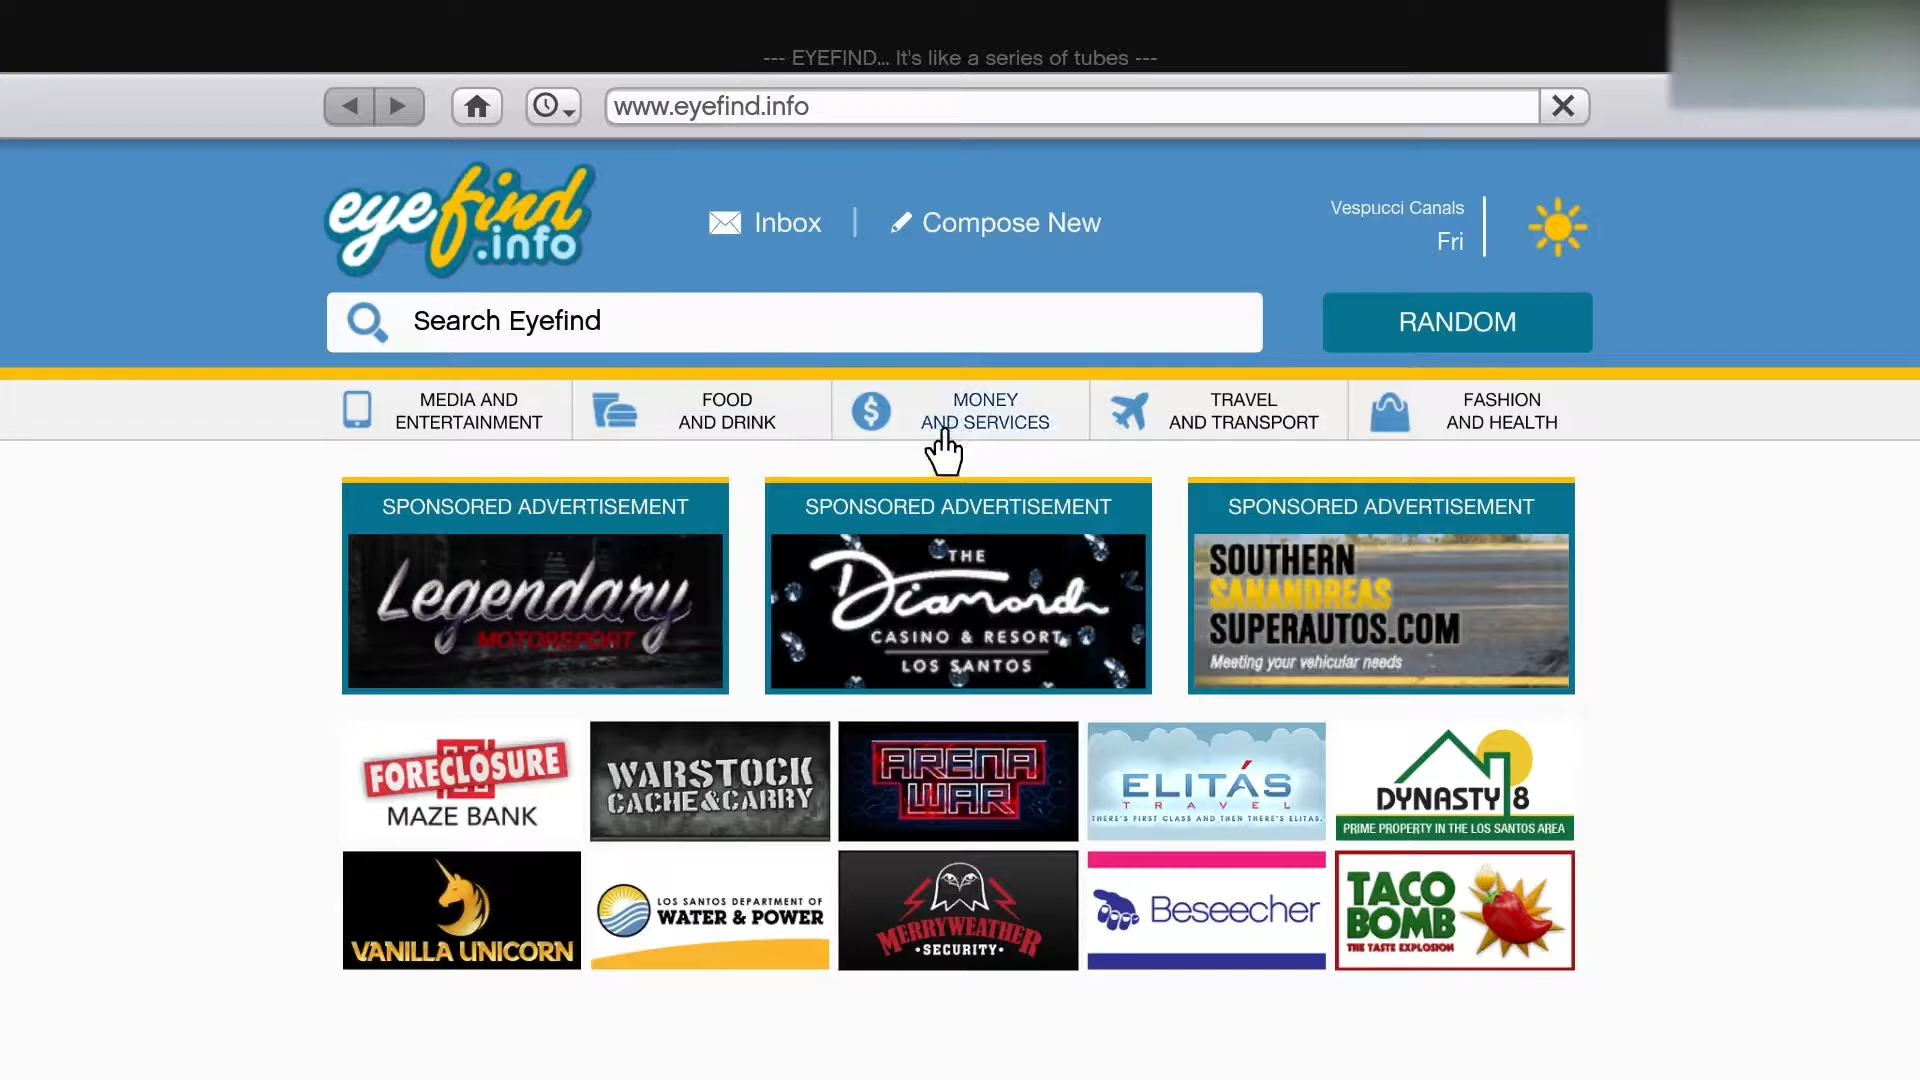 --- EYEFIND... It's like a series of tubes ---
www.eyefind.info
eyefind
.info
Inbox
Compose New
Vespucci Canals
Fri
Search Eyefind
RANDOM
MEDIA AND
ENTERTAINMENT
FOOD
AND DRINK
MONEY
AND SERVICES
TRAVEL
AND TRANSPORT
FASHION
AND HEALTH
SPONSORED ADVERTISEMENT
Legendary
MOTORSPORT
SPONSORED ADVERTISEMENT
THE
Diamond
CASINO & RESORT
LOS SANTOS
SPONSORED ADVERTISEMENT
SOUTHERN
SANANDREAS
SUPERAUTOS.COM
Meeting your vehicular needs
FORECLOSURE
MAZE BANK
WARSTOCK
CACHE&CARRY
ARENA
WAR
ELITÁS
TRAVEL
THERE'S FIRST CLASS AND THEN THERE'S ELITAS.
DYNASTY 8
PRIME PROPERTY IN THE LOS SANTOS AREA
VANILLA UNICORN
LOS SANTOS DEPARTMENT OF
WATER & POWER
MERRYWEATHER
•SECURITY•
Beseecher
TACO
BOMB
THE TASTE EXPLOSION